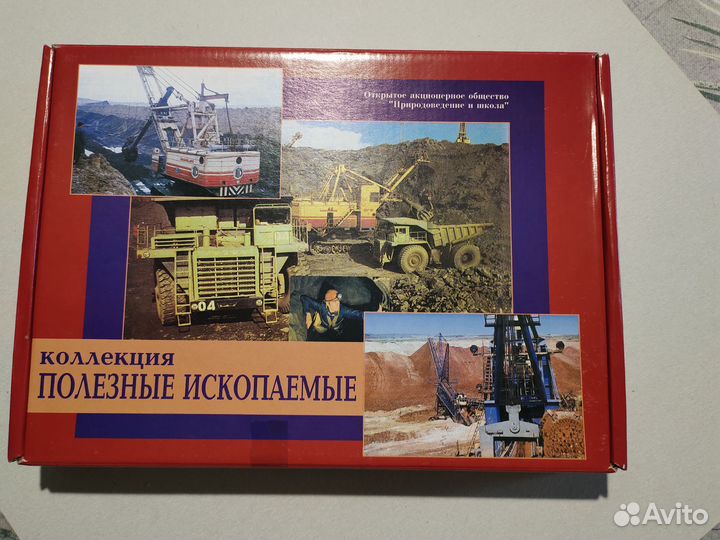 Открытое акционерное общество
"Природоведение и школа"
04
КОЛЛЕКЦИЯ
ПОЛЕЗНЫЕ ИСКОПАЕМЫЕ
Avito